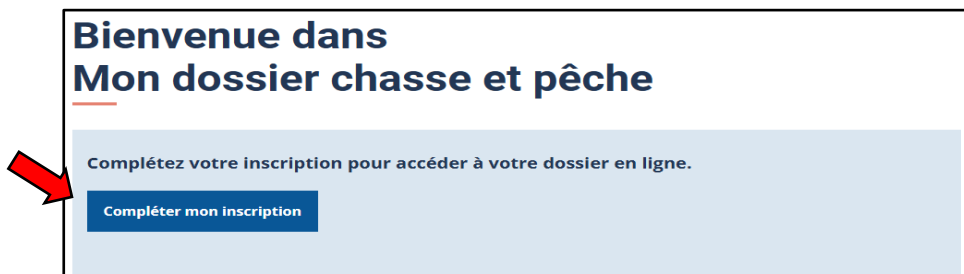 Bienvenue dans
Mon dossier chasse et pêche
Complétez votre inscription pour accéder à votre dossier en ligne.
Compléter mon inscription